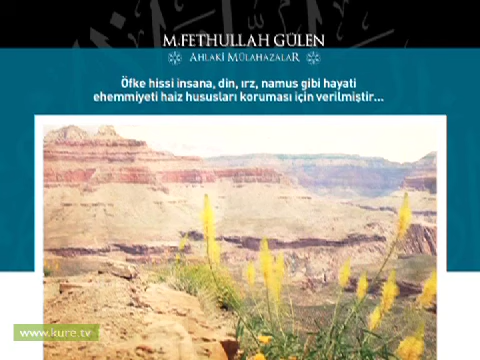 M.FETHULLAH GÜLEN
AHLAKİ MÜLAHAZALAR
Öfke hissi insana, din, ırz, namus gibi hayati
ehemmiyeti haiz hususları koruması için verilmiştir...
www.kure.tv